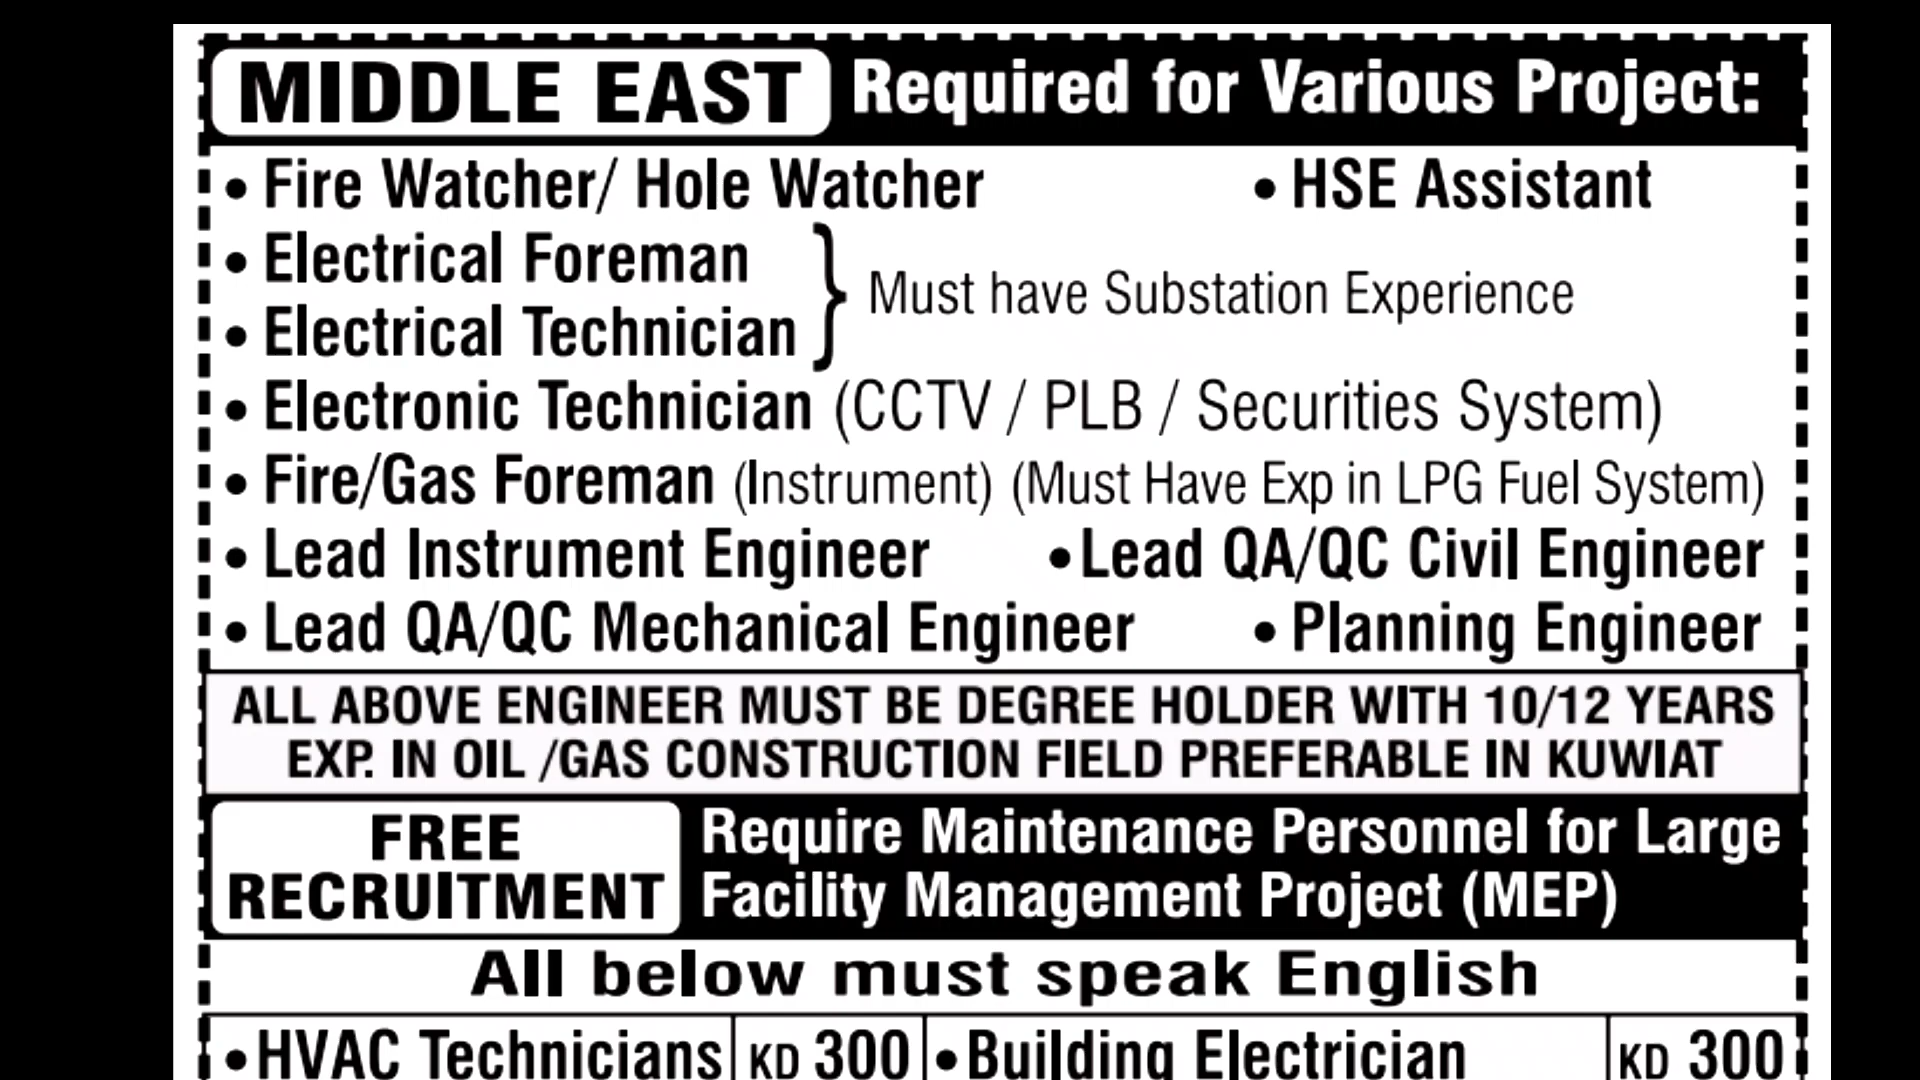 MIDDLE EAST Required for Various Project:
• Fire Watcher/ Hole Watcher • HSE Assistant
• Electrical Foreman
• Electrical Technician } Must have Substation Experience
• Electronic Technician (CCTV / PLB / Securities System)
• Fire/Gas Foreman (Instrument) (Must Have Exp in LPG Fuel System)
• Lead Instrument Engineer • Lead QA/QC Civil Engineer
• Lead QA/QC Mechanical Engineer • Planning Engineer
ALL ABOVE ENGINEER MUST BE DEGREE HOLDER WITH 10/12 YEARS
EXP. IN OIL /GAS CONSTRUCTION FIELD PREFERABLE IN KUWIAT
FREE
RECRUITMENT
Require Maintenance Personnel for Large
Facility Management Project (MEP)
All below must speak English
• HVAC Technicians KD 300 • Building Electrician KD 300